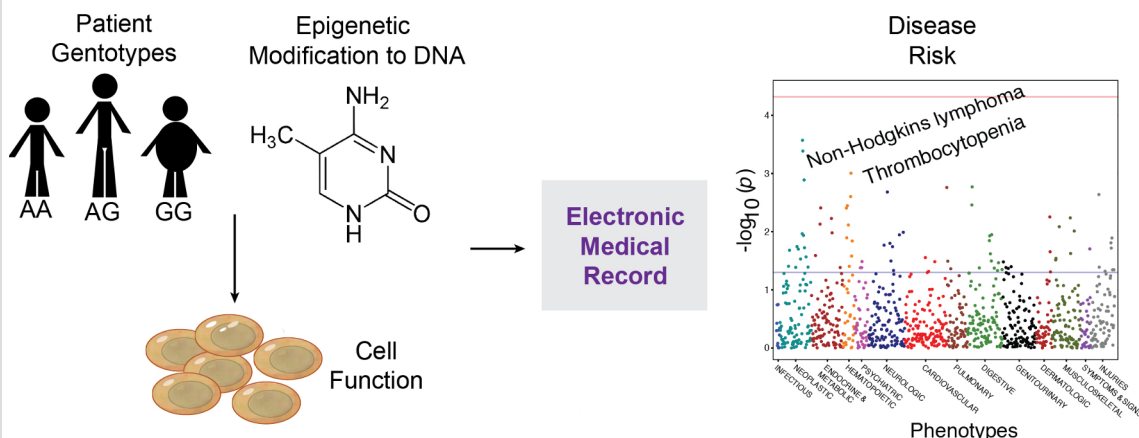 Patient
Gentotypes
AA
AG
GG
Epigenetic
Modification to DNA
NH₂
H₃C
N
N
H
O
Cell
Function
Electronic
Medical
Record
Disease
Risk
-log10(p)
4
3
2
1
0
Non-Hodgkins lymphoma
Thrombocytopenia
INFECTIOUS
NEOPLASTIC
ENDOCRINE &
METABOLIC
HEMATOPOIETIC
PSYCHIATRIC
NEUROLOGIC
CARDIOVASCULAR
PULMONARY
DIGESTIVE
GENITOURINARY
DERMATOLOGIC
MUSCULOSKELETAL
SYMPTOMS & SIGNS
INJURIES
Phenotypes